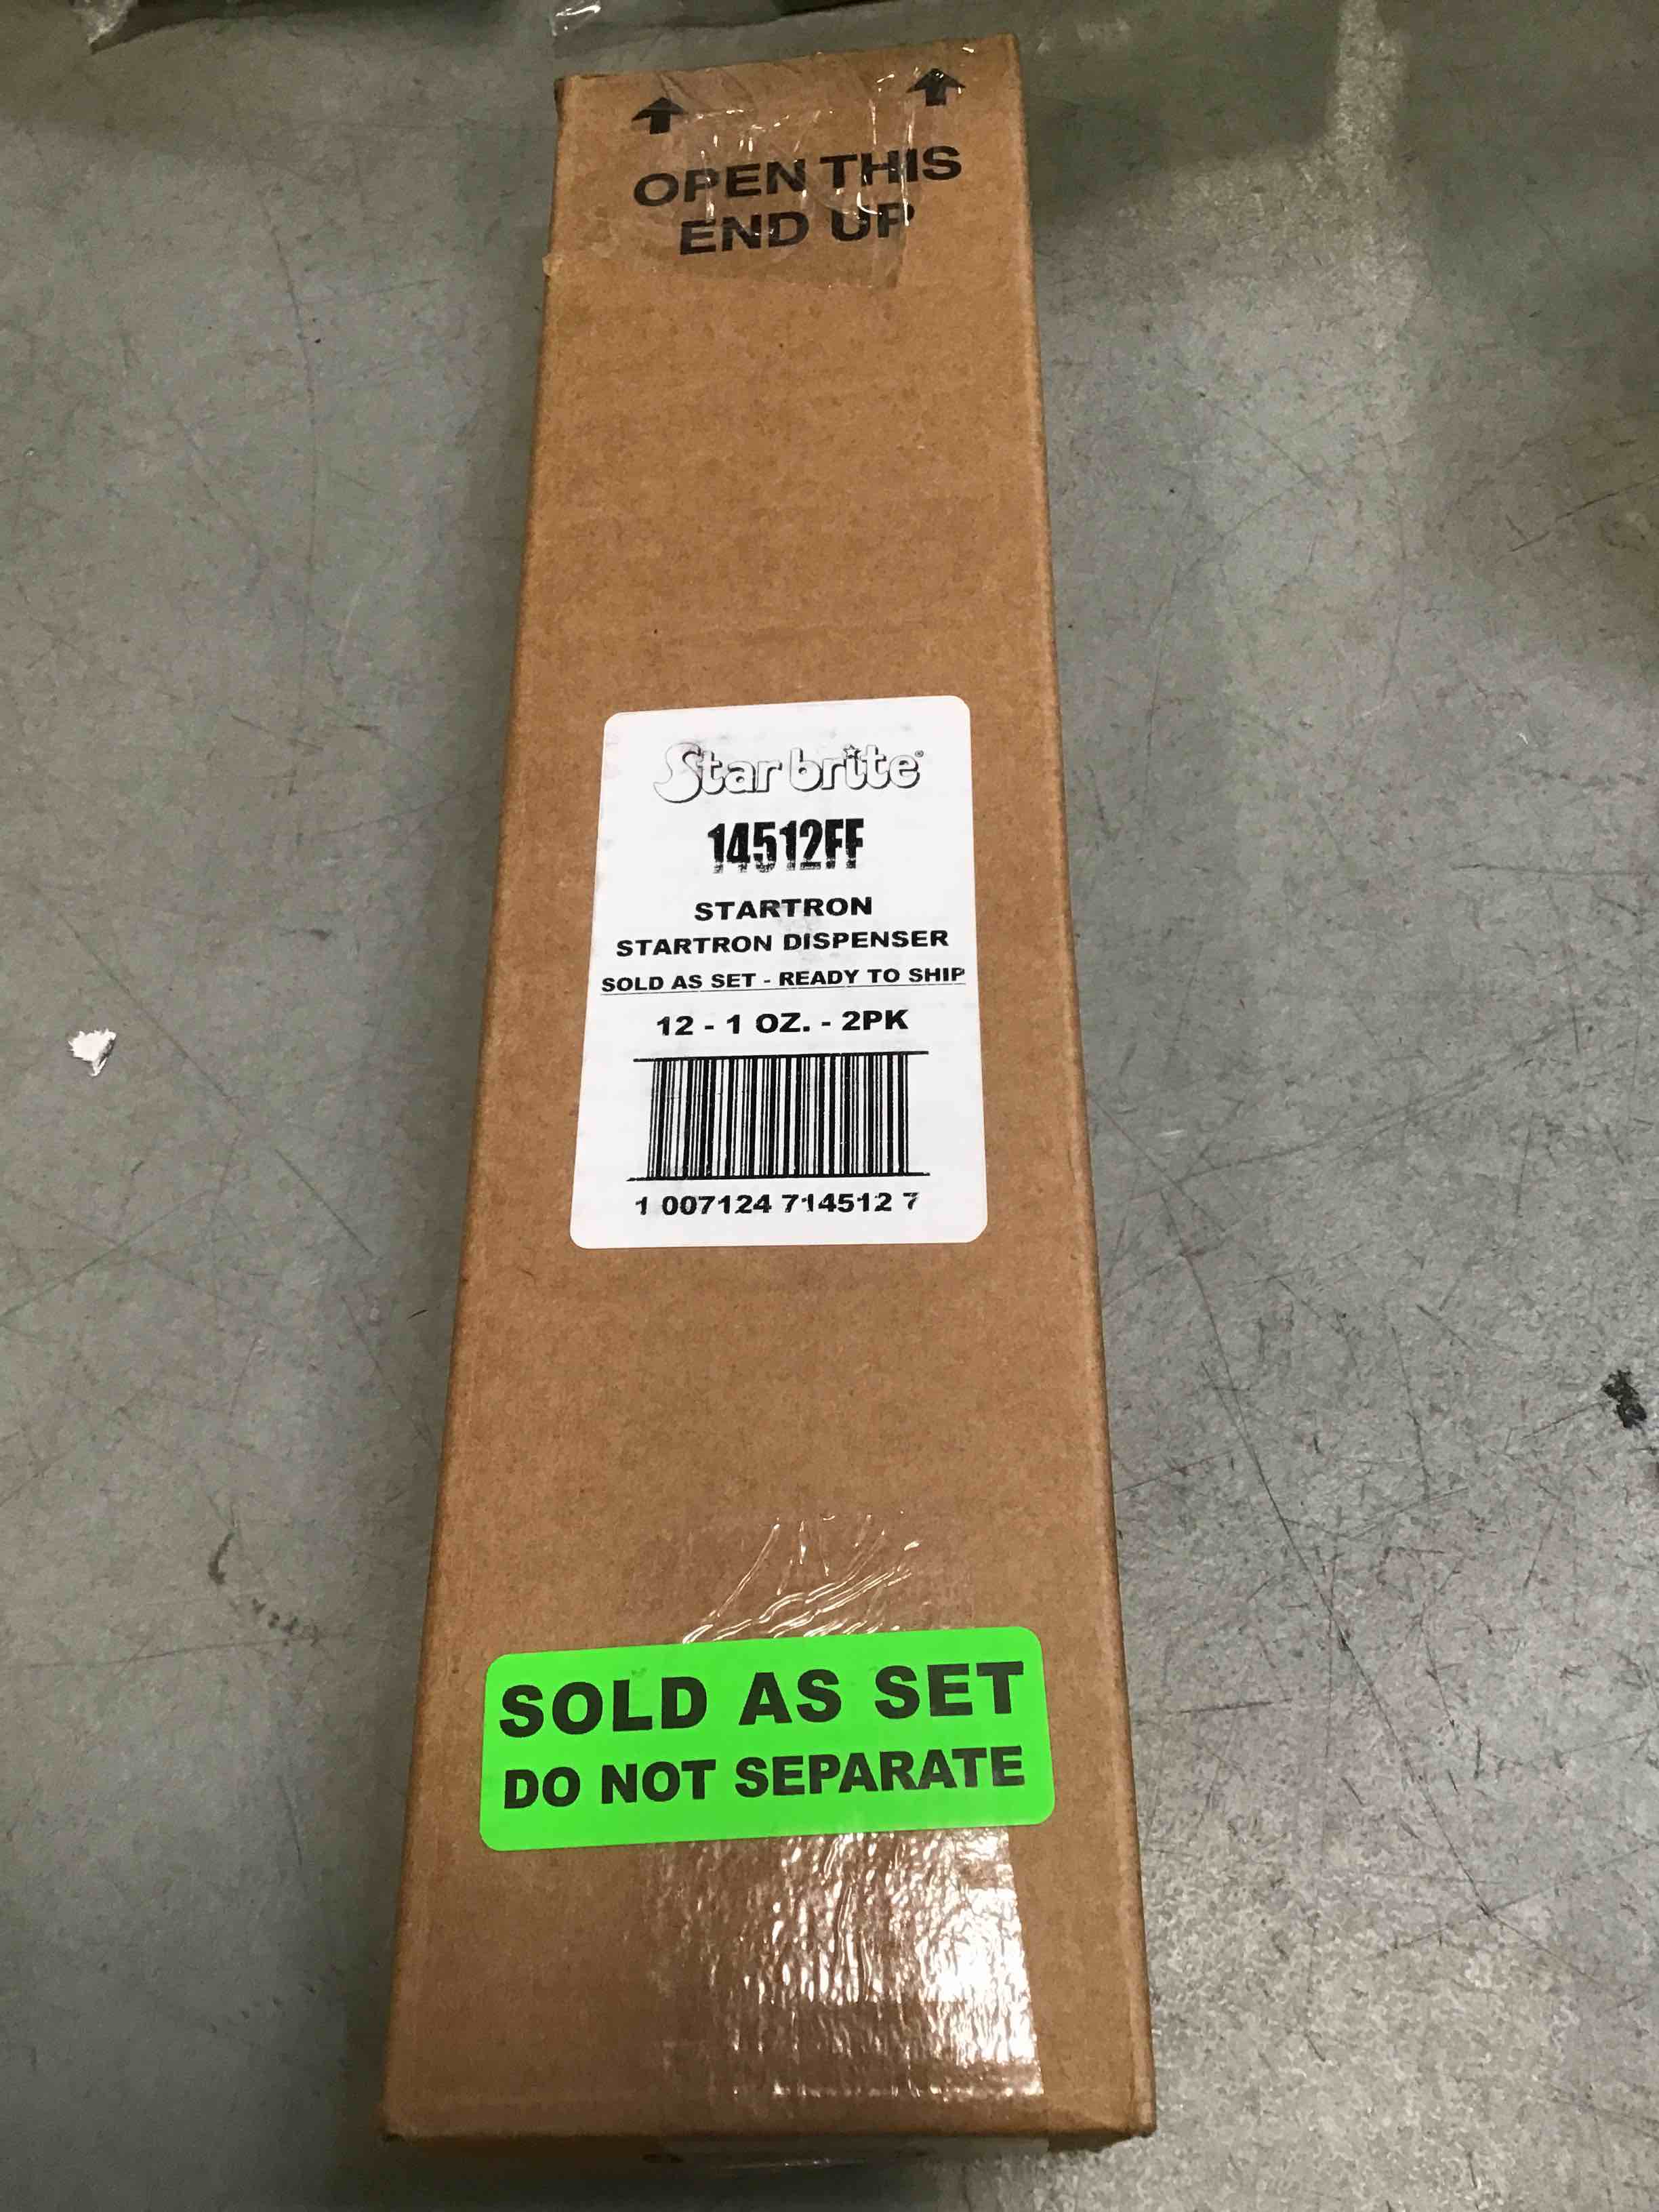 OPEN THIS
END UP
Star brite®
14512FF
STARTRON
STARTRON DISPENSER
SOLD AS SET - READY TO SHIP
12 - 1 OZ. - 2PK
1 007124 714512 7
SOLD AS SET
DO NOT SEPARATE